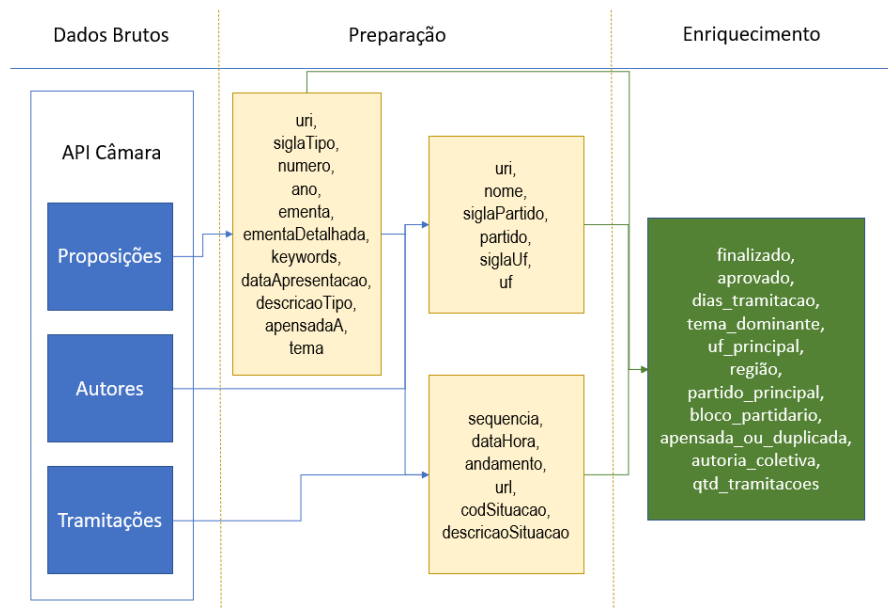 Dados Brutos
Preparação
Enriquecimento
API Câmara
Proposições
Autores
Tramitações
uri,
siglaTipo,
numero,
ano,
ementa,
ementaDetalhada,
keywords,
dataApresentacao,
descricaoTipo,
apensadaA,
tema
uri,
nome,
siglaPartido,
partido,
siglaUf,
uf
sequencia,
dataHora,
andamento,
url,
codSituacao,
descricaoSituacao
finalizado,
aprovado,
dias_tramitacao,
tema_dominante,
uf_principal,
região,
partido_principal,
bloco_partidario,
apensada_ou_duplicada,
autoria_coletiva,
qtd_tramitacoes